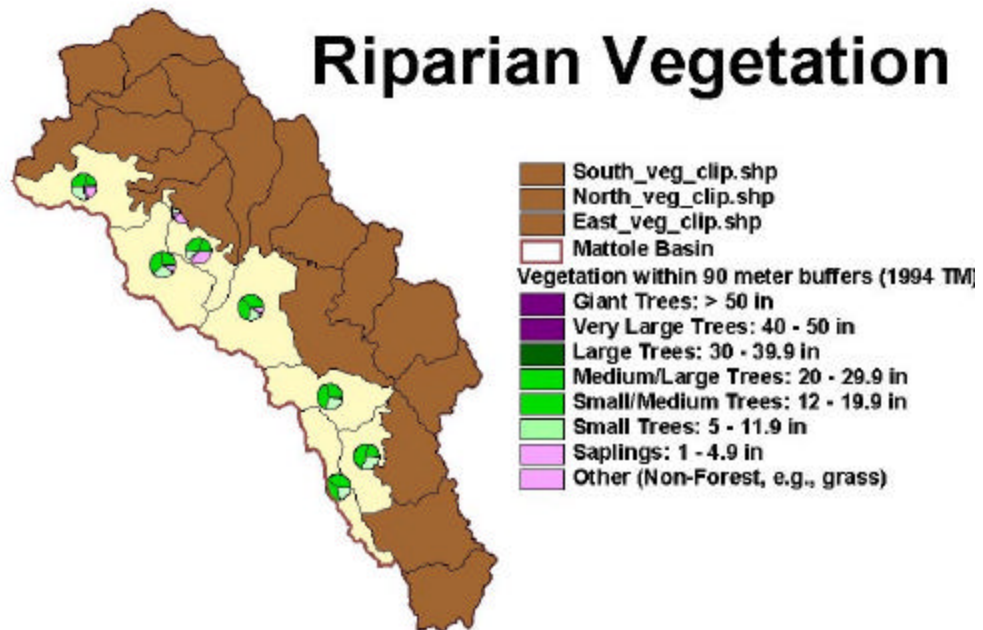 Riparian Vegetation
South_veg_clip.shp
North_veg_clip.shp
East_veg_clip.shp
Mattole Basin
Vegetation within 90 meter buffers (1994 TM)
Giant Trees: > 50 in
Very Large Trees: 40 - 50 in
Large Trees: 30 - 39.9 in
Medium/Large Trees: 20 - 29.9 in
Small/Medium Trees: 12 - 19.9 in
Small Trees: 5 - 11.9 in
Saplings: 1 - 4.9 in
Other (Non-Forest, e.g., grass)